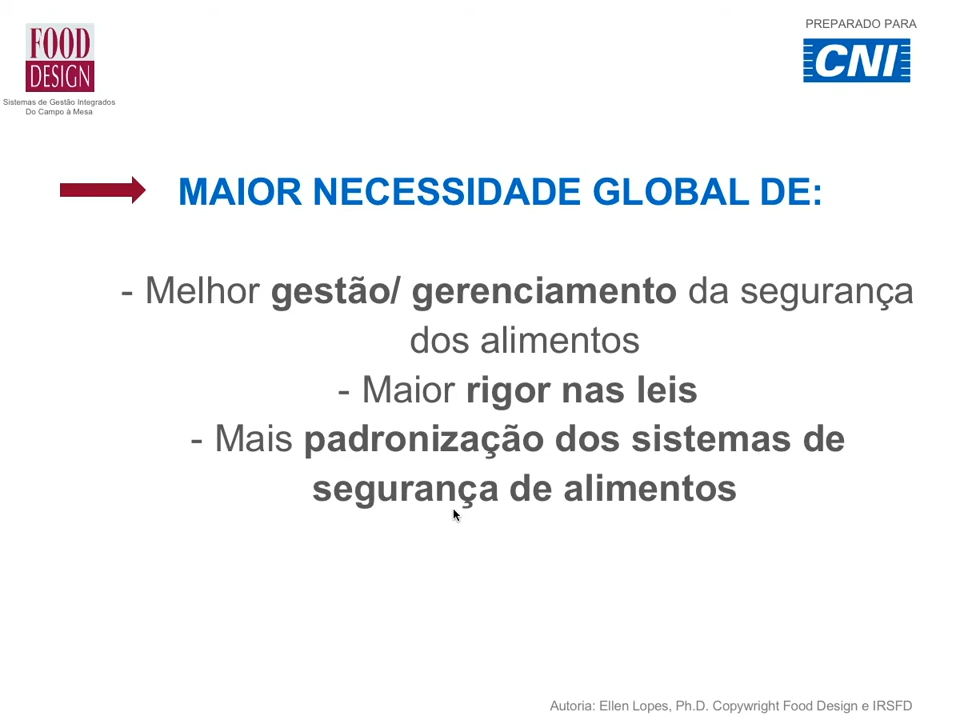 PREPARADO PARA
FOOD
DESIGN
CNI
Sistemas de Gestão Integrados
Do Campo à Mesa
MAIOR NECESSIDADE GLOBAL DE:
- Melhor gestão/ gerenciamento da segurança
dos alimentos
- Maior rigor nas leis
- Mais padronização dos sistemas de
segurança de alimentos
Autoria: Ellen Lopes, Ph.D. Copywright Food Design e IRSFD